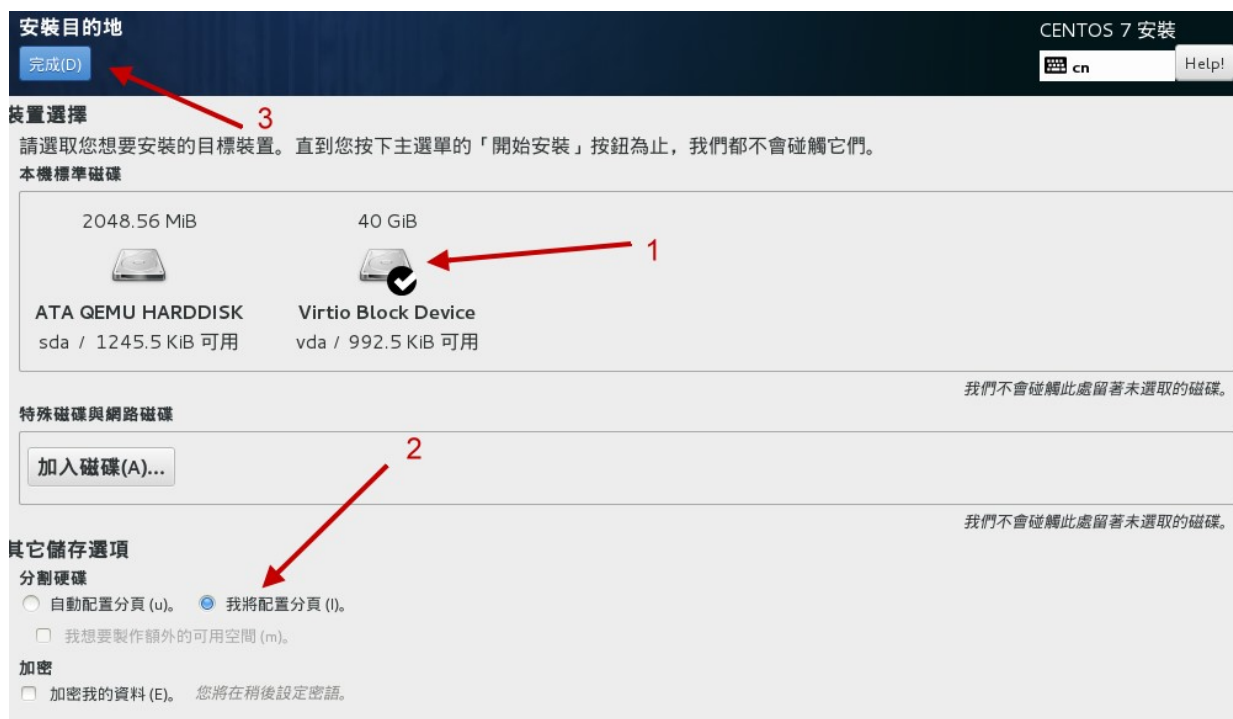 安裝目的地
CENTOS 7 安裝
完成(D)
cn
Help!
3
裝置選擇
請選取您想要安裝的目標裝置。直到您按下主選單的「開始安裝」按鈕為止，我們都不會碰觸它們。
本機標準磁碟
2048.56 MiB
40 GiB
1
ATA QEMU HARDDISK
Virtio Block Device
sda / 1245.5 KiB 可用
vda / 992.5 KiB 可用
我們不會碰觸此處留著未選取的磁碟。
特殊磁碟與網路磁碟
2
加入磁碟(A)...
我們不會碰觸此處留著未選取的磁碟。
其它儲存選項
分割硬碟
自動配置分頁 (u)。 我將配置分頁 (I)。
我想要製作額外的可用空間 (m)。
加密
加密我的資料 (E)。 您將在稍後設定密語。